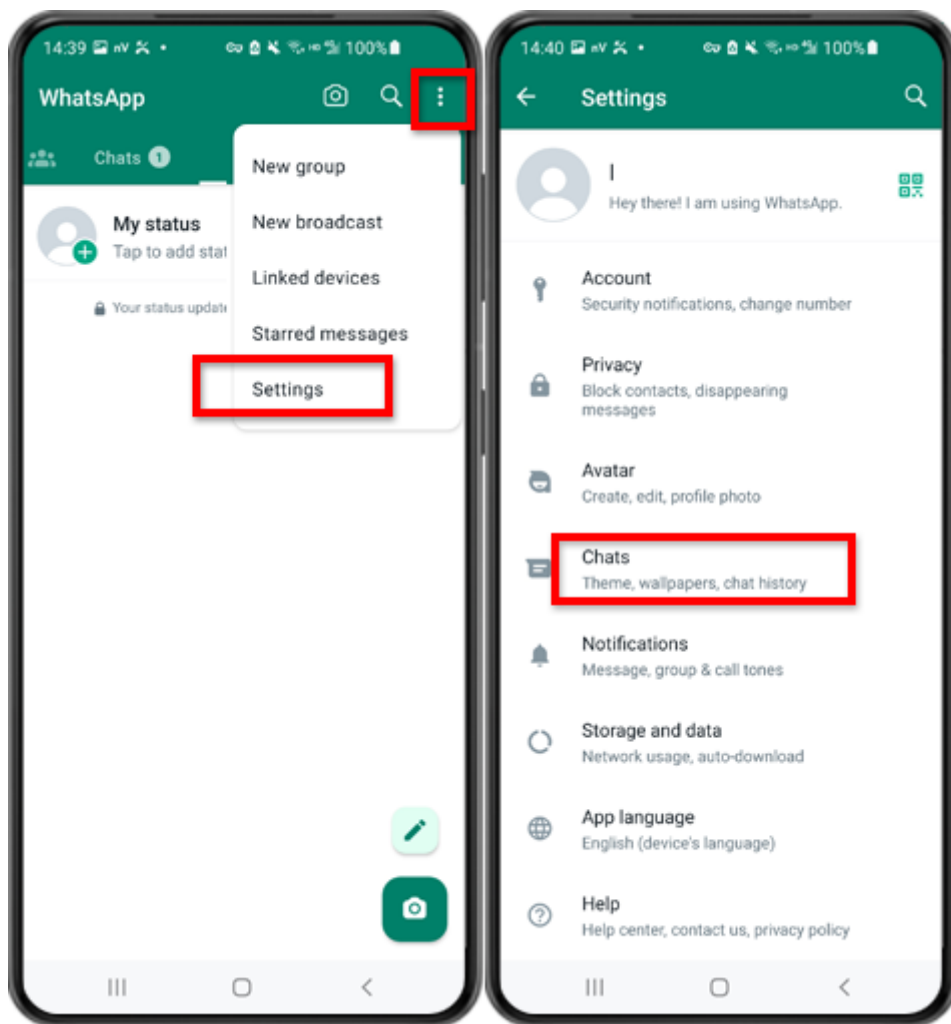 14:39 100%
WhatsApp
Chats 1
New group
New broadcast
Linked devices
Starred messages
Settings
My status
Tap to add stat
Your status updat
14:40 100%
Settings
Hey there! I am using WhatsApp.
Account
Security notifications, change number
Privacy
Block contacts, disappearing
messages
Avatar
Create, edit, profile photo
Chats
Theme, wallpapers, chat history
Notifications
Message, group & call tones
Storage and data
Network usage, auto-download
App language
English (device's language)
Help
Help center, contact us, privacy policy